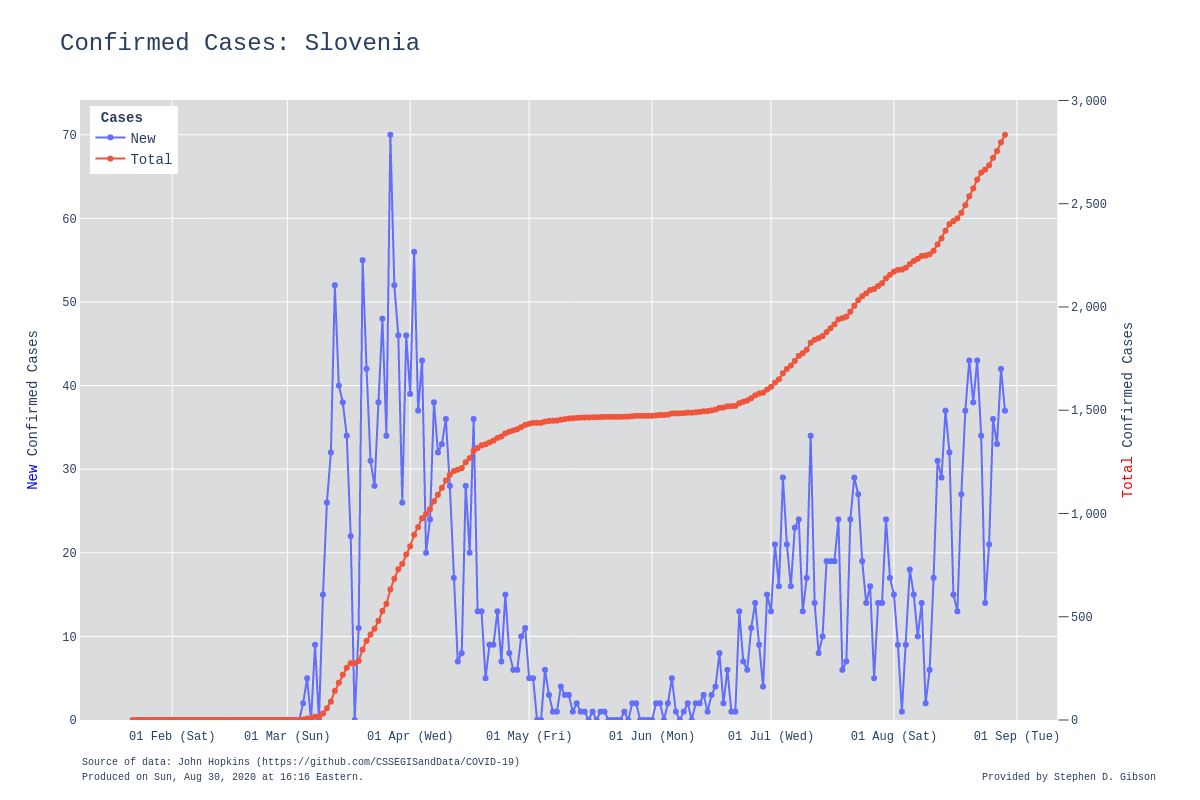 Confirmed Cases: Slovenia
Cases
New
Total
70
60
50
40
30
20
10
0
3,000
2,500
2,000
1,500
1,000
500
0
New Confirmed Cases
Total Confirmed Cases
01 Feb (Sat)
01 Mar (Sun)
01 Apr (Wed)
01 May (Fri)
01 Jun (Mon)
01 Jul (Wed)
01 Aug (Sat)
01 Sep (Tue)
Source of data: John Hopkins (https://github.com/CSSEGISandData/COVID-19)
Produced on Sun, Aug 30, 2020 at 16:16 Eastern.
Provided by Stephen D. Gibson